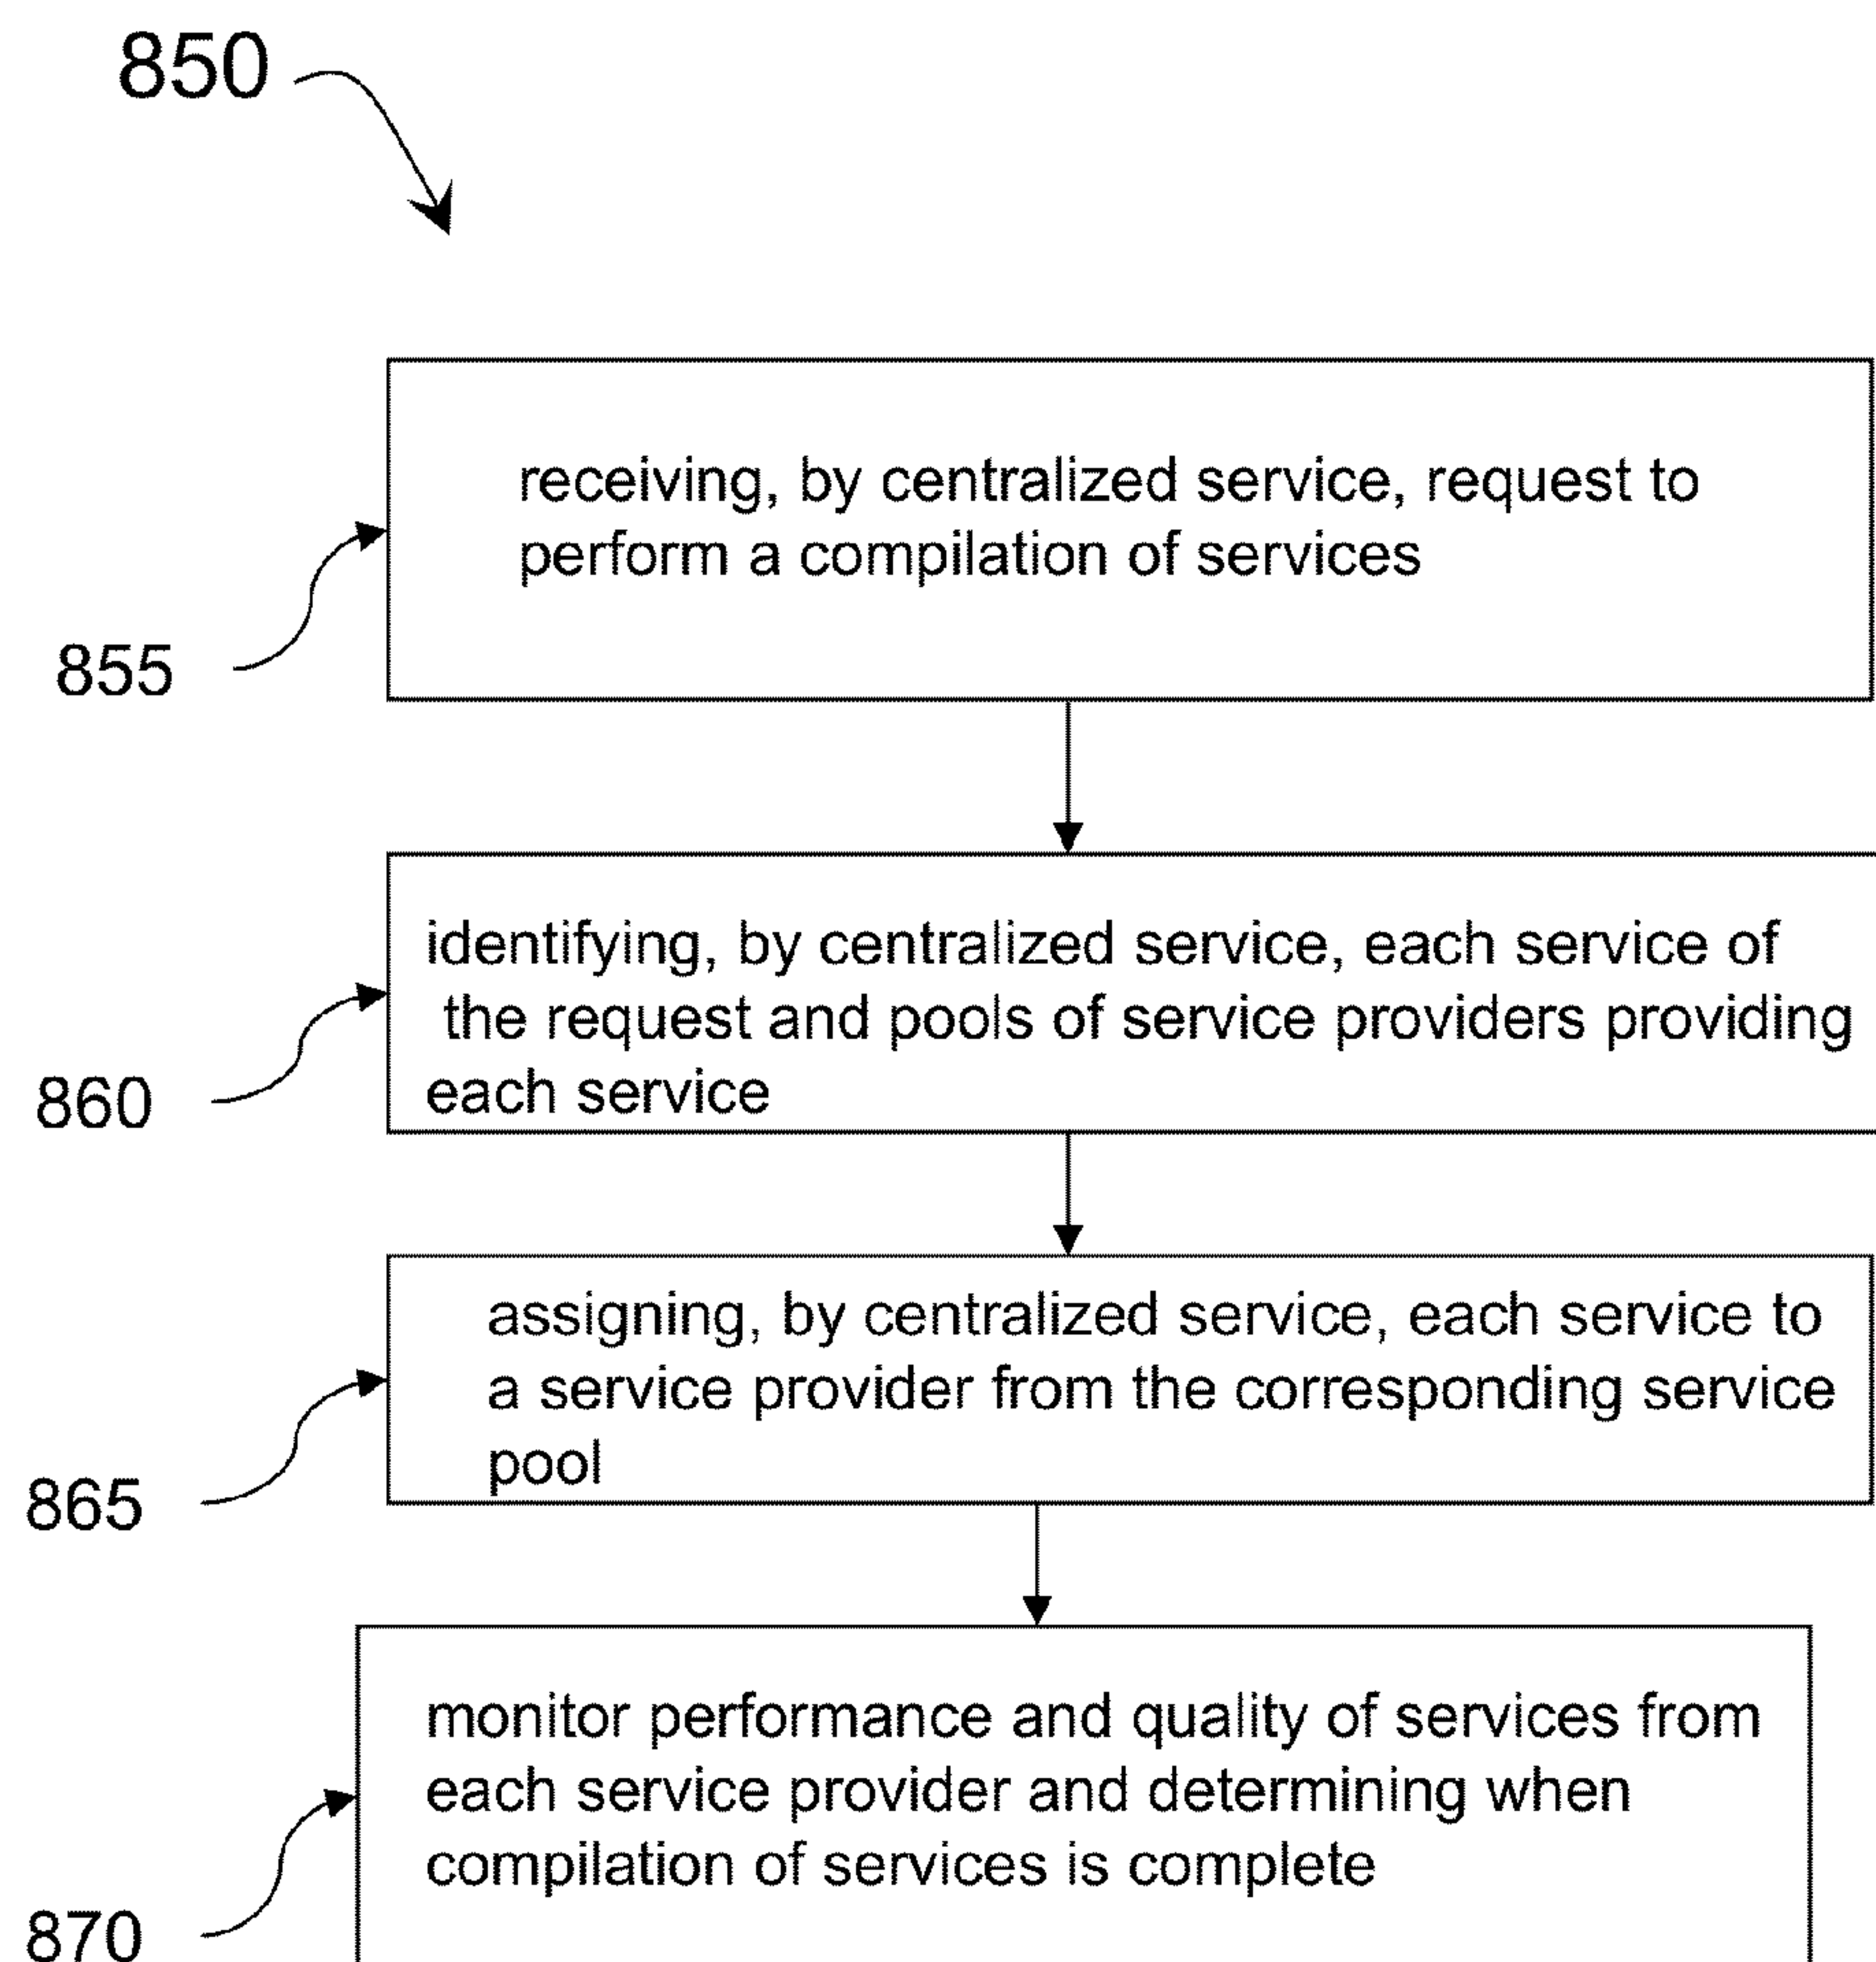 850
receiving, by centralized service, request to
perform a compilation of services
855
identifying, by centralized service, each service of
the request and pools of service providers providing
each service
860
assigning, by centralized service, each service to
a service provider from the corresponding service
pool
865
monitor performance and quality of services from
each service provider and determining when
compilation of services is complete
870